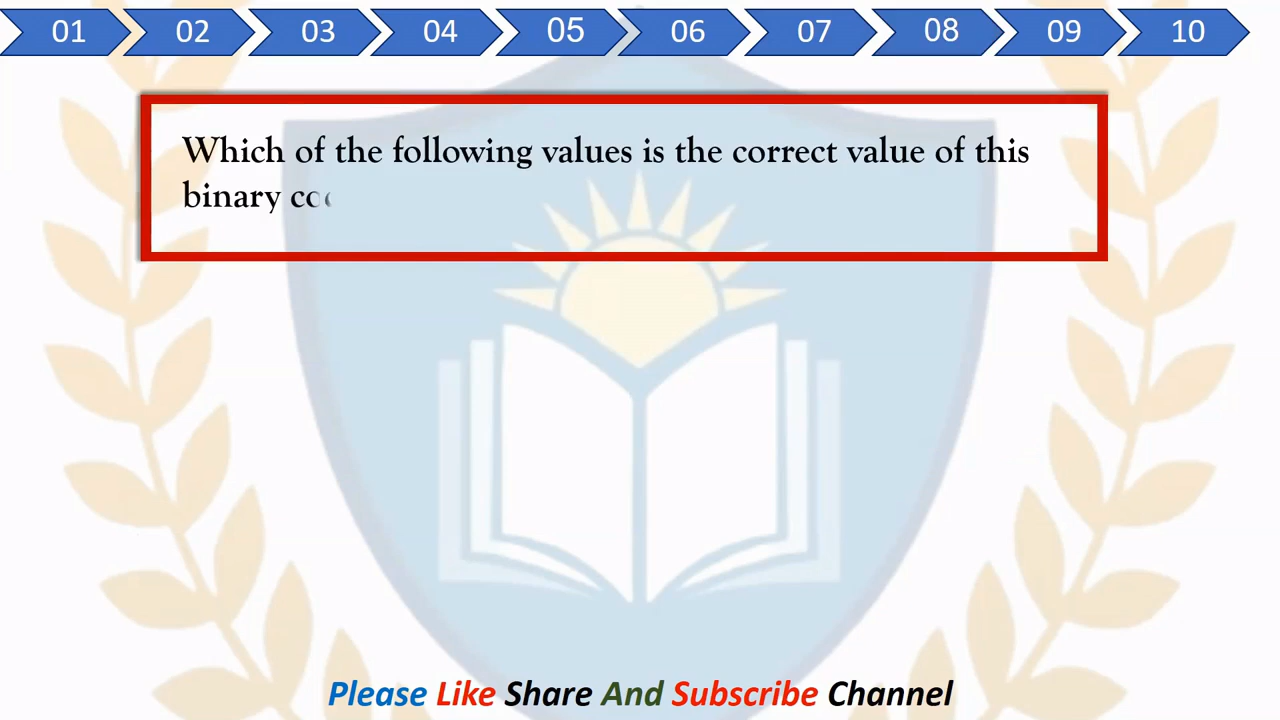 01 02 03 04 05 06 07 08 09 10
Which of the following values is the correct value of this
binary
Please Like Share And Subscribe Channel